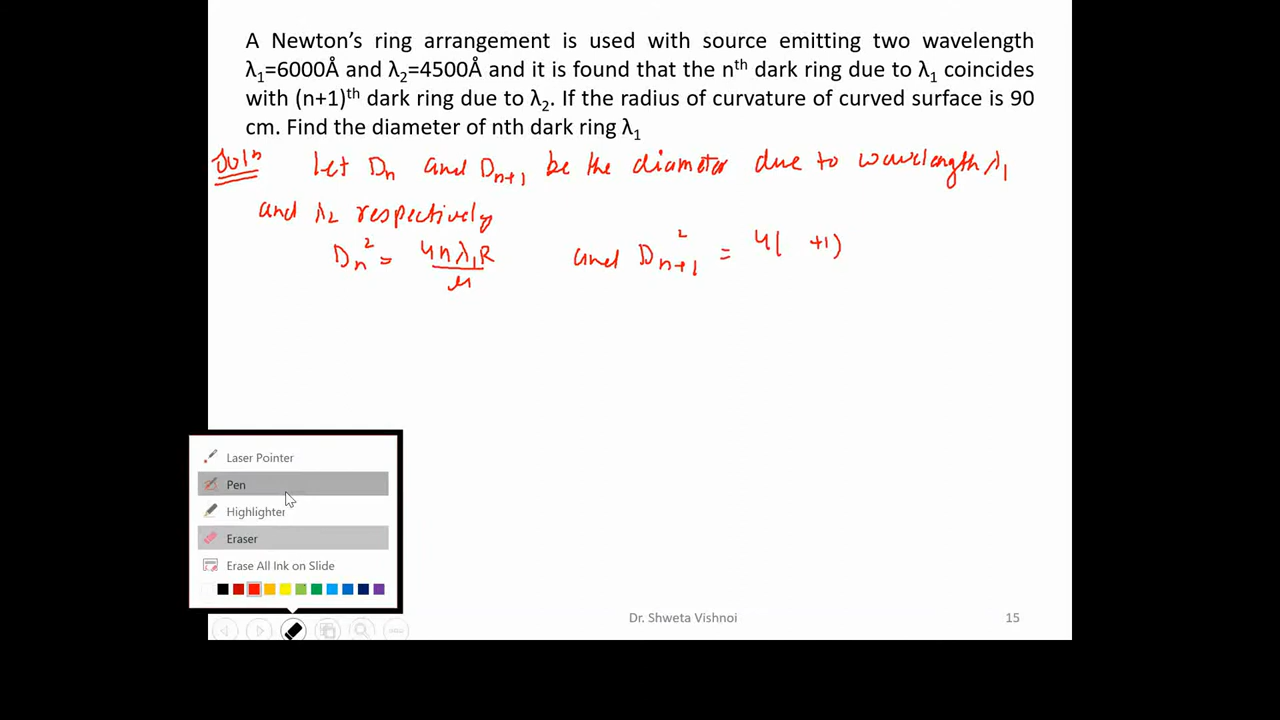 A Newton’s ring arrangement is used with source emitting two wavelength
λ₁=6000Å and λ₂=4500Å and it is found that the nᵗʰ dark ring due to λ₁ coincides
with (n+1)ᵗʰ dark ring due to λ₂. If the radius of curvature of curved surface is 90
cm. Find the diameter of nth dark ring λ₁
Solⁿ Let Dₙ and Dₙ₊₁ be the diameter due to wavelength λ₁
and λ₂ respectively
Dₙ² = 4nλ₁R/μ and Dₙ₊₁² = 4( +1)
Laser Pointer
Pen
Highlighter
Eraser
Erase All Ink on Slide
Dr. Shweta Vishnoi 15